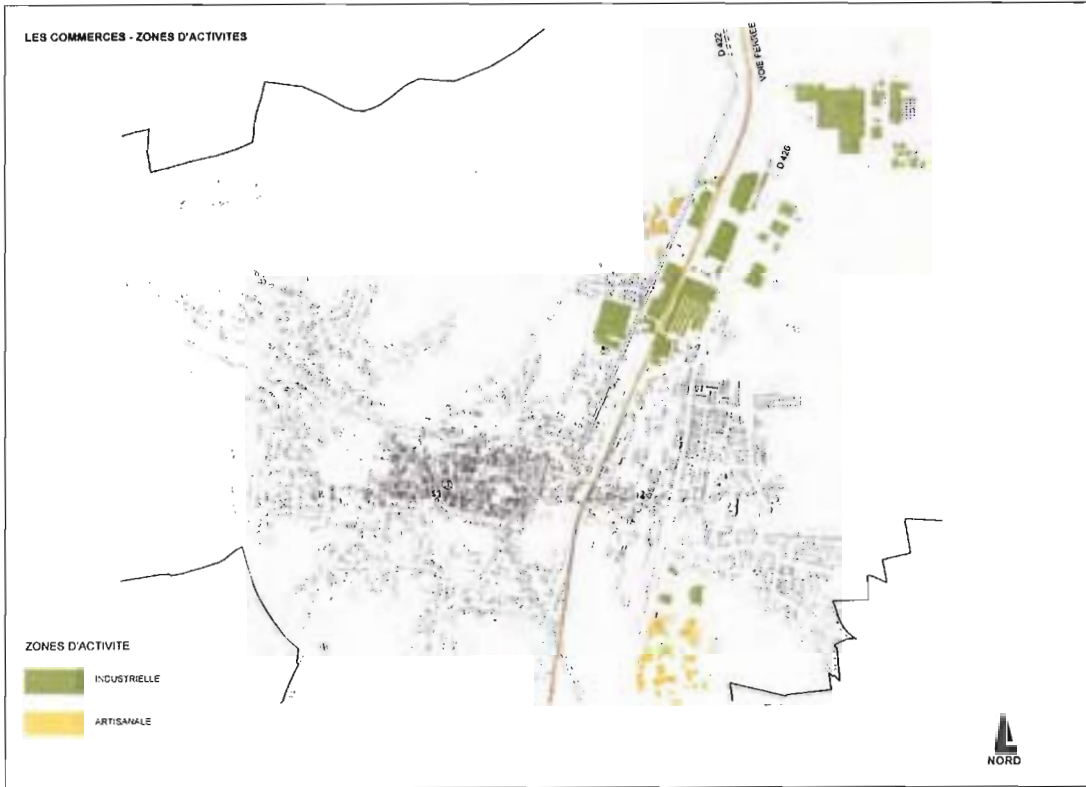 LES COMMERCES - ZONES D'ACTIVITES
D 422
VOIE FERREE
D 426
ZONES D'ACTIVITE
INDUSTRIELLE
ARTISANALE
NORD